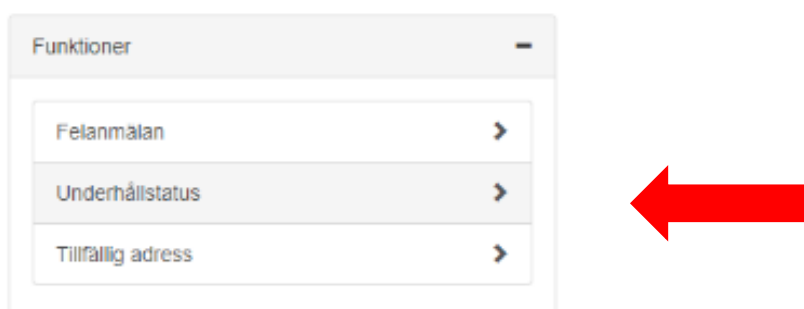 Funktioner
Felanmälan
Underhållstatus
Tillfällig adress